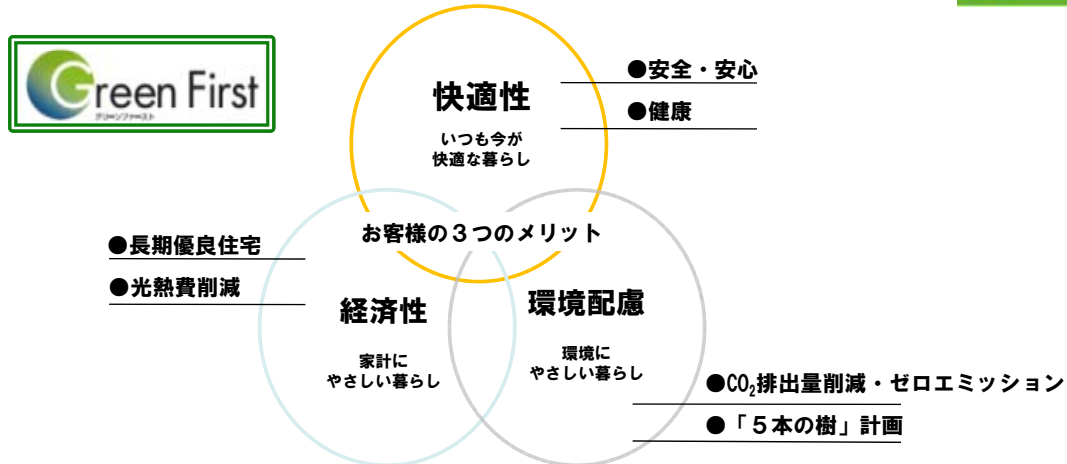 Green First
グリーンファースト
快適性
いつも今が
快適な暮らし
●安全・安心
●健康
お客様の３つのメリット
●長期優良住宅
●光熱費削減
経済性
家計に
やさしい暮らし
環境配慮
環境に
やさしい暮らし
●CO₂排出量削減・ゼロエミッション
●「５本の樹」計画